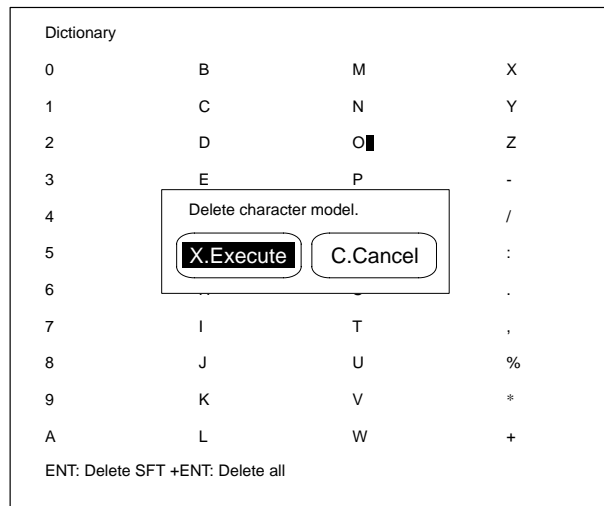 Dictionary
0 B M X
1 C N Y
2 D O Z
3 E P -
Delete character model.
4 /
5 X.Execute C.Cancel :
6 .
7 I T ,
8 J U %
9 K V *
A L W +
ENT: Delete SFT +ENT: Delete all